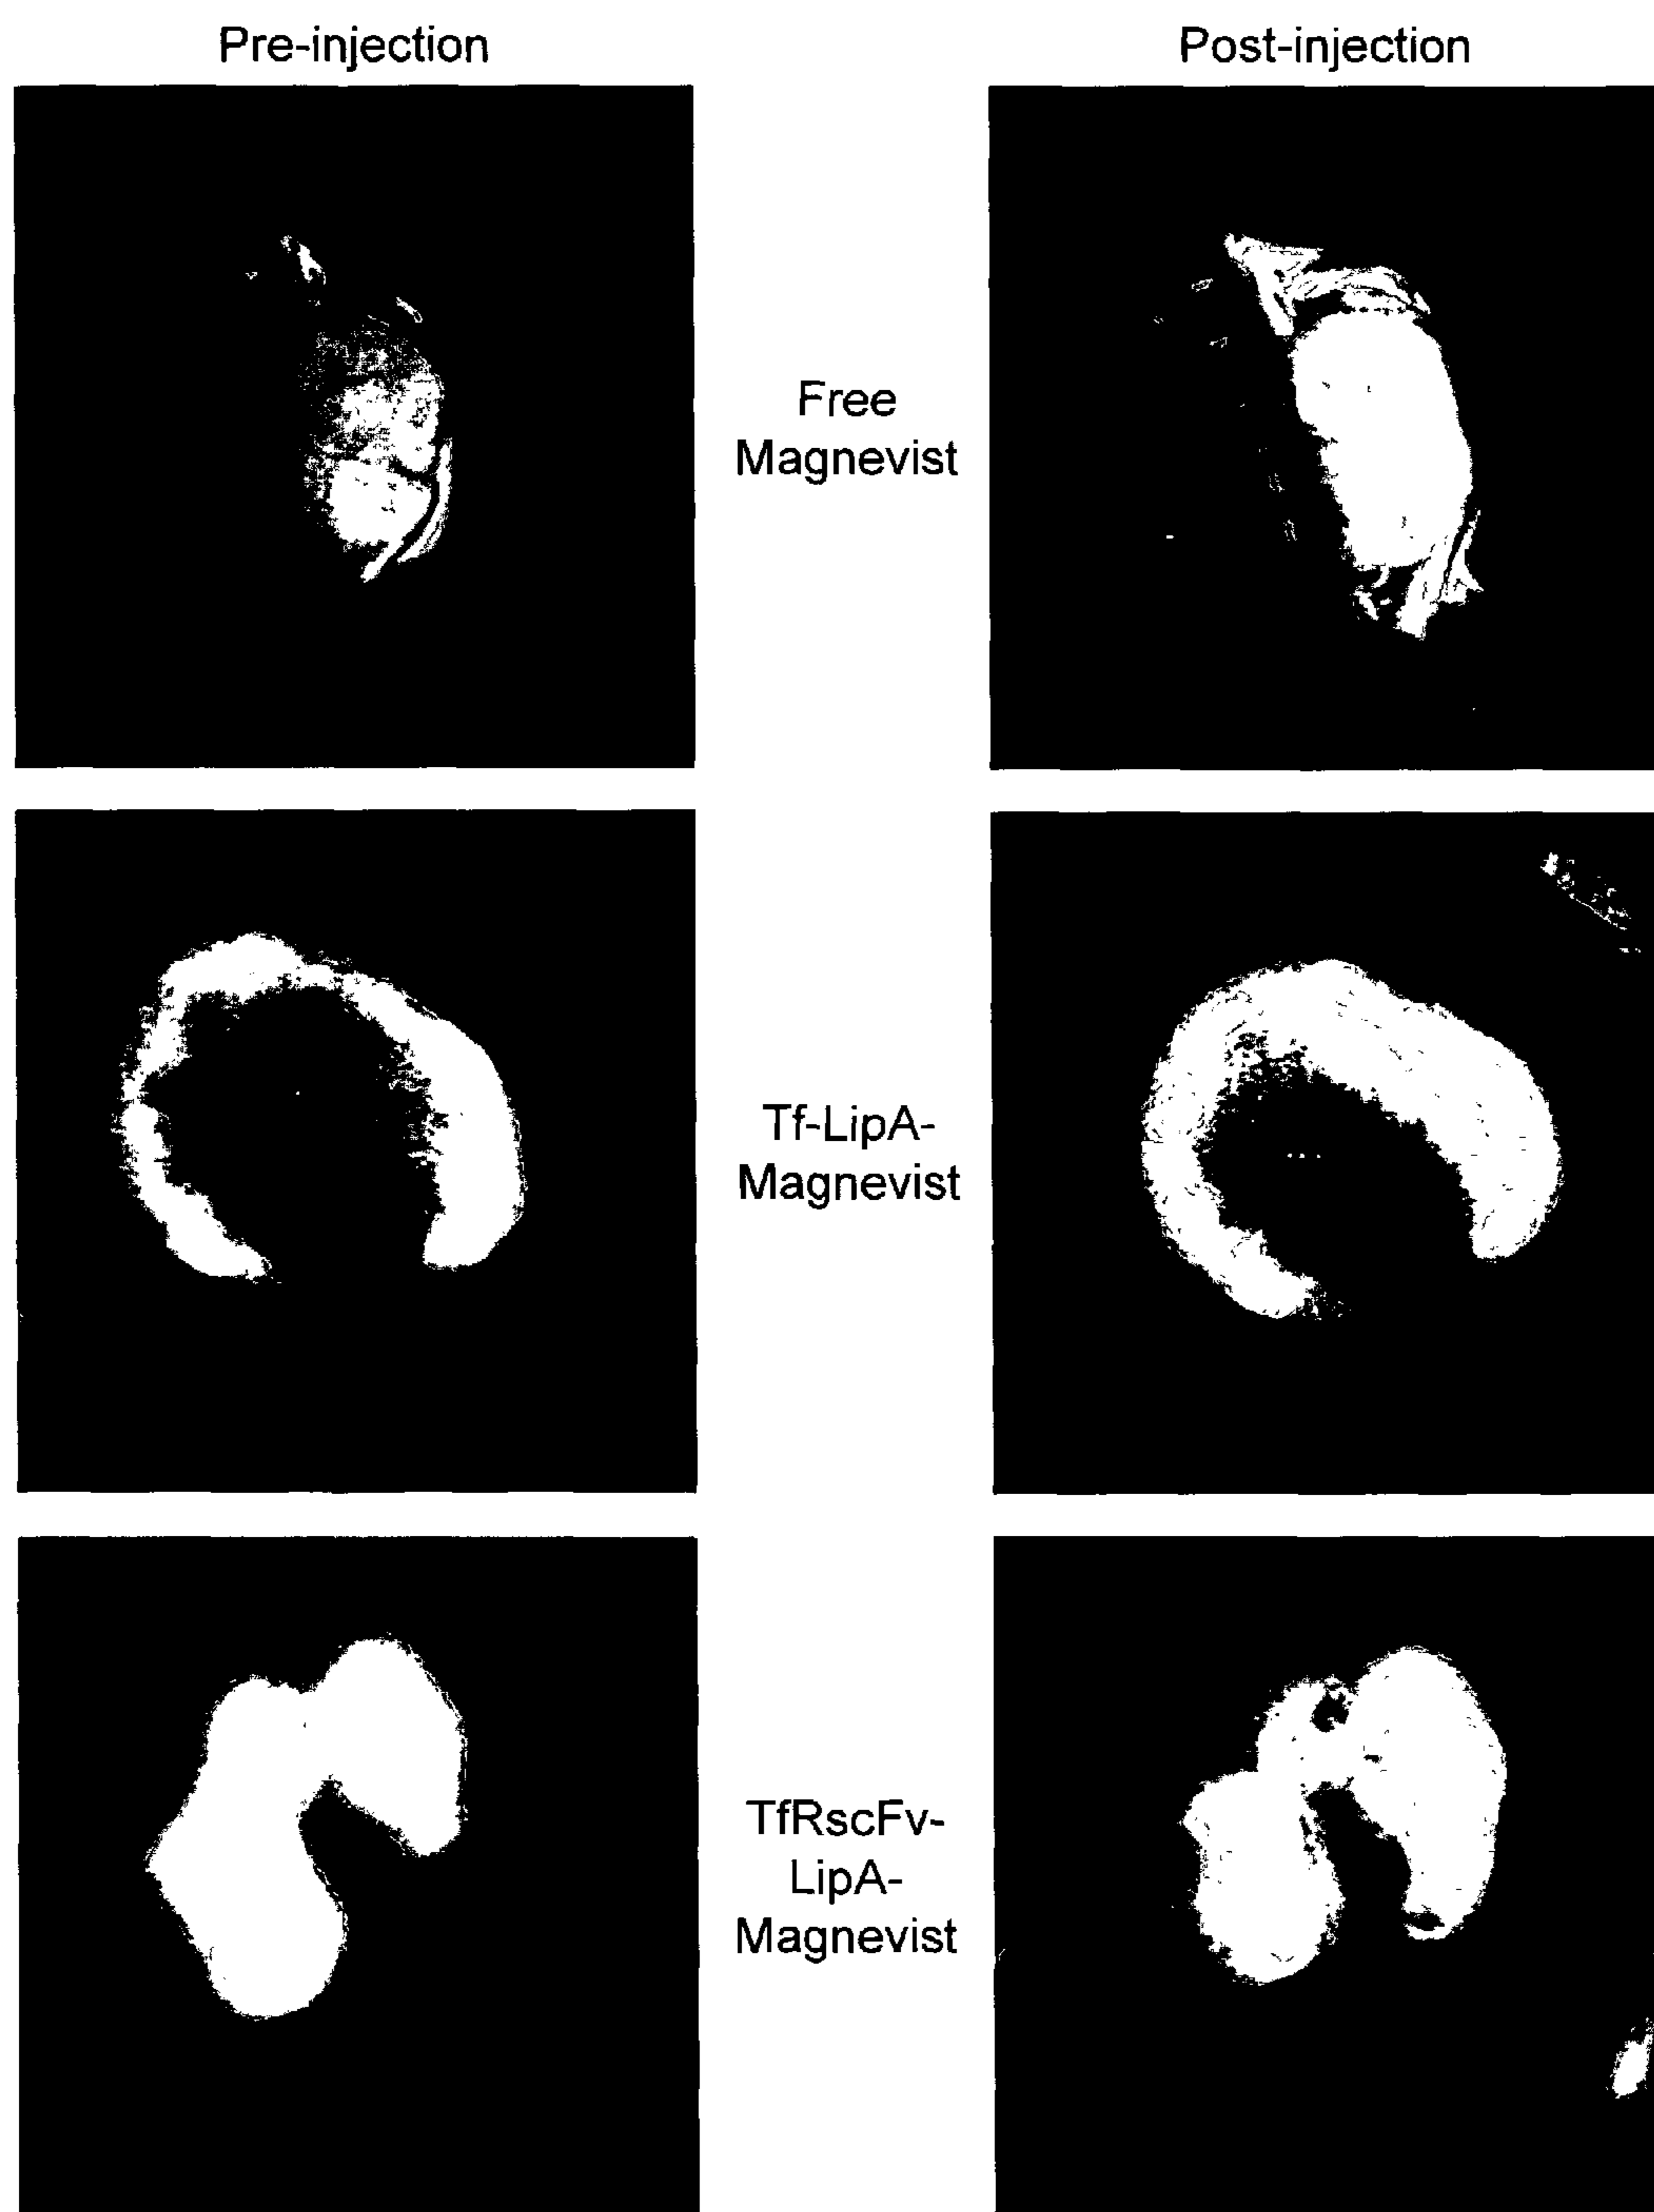 Pre-injection
Post-injection
Free
Magnevist
Tf-LipA-
Magnevist
TfRscFv-
LipA-
Magnevist